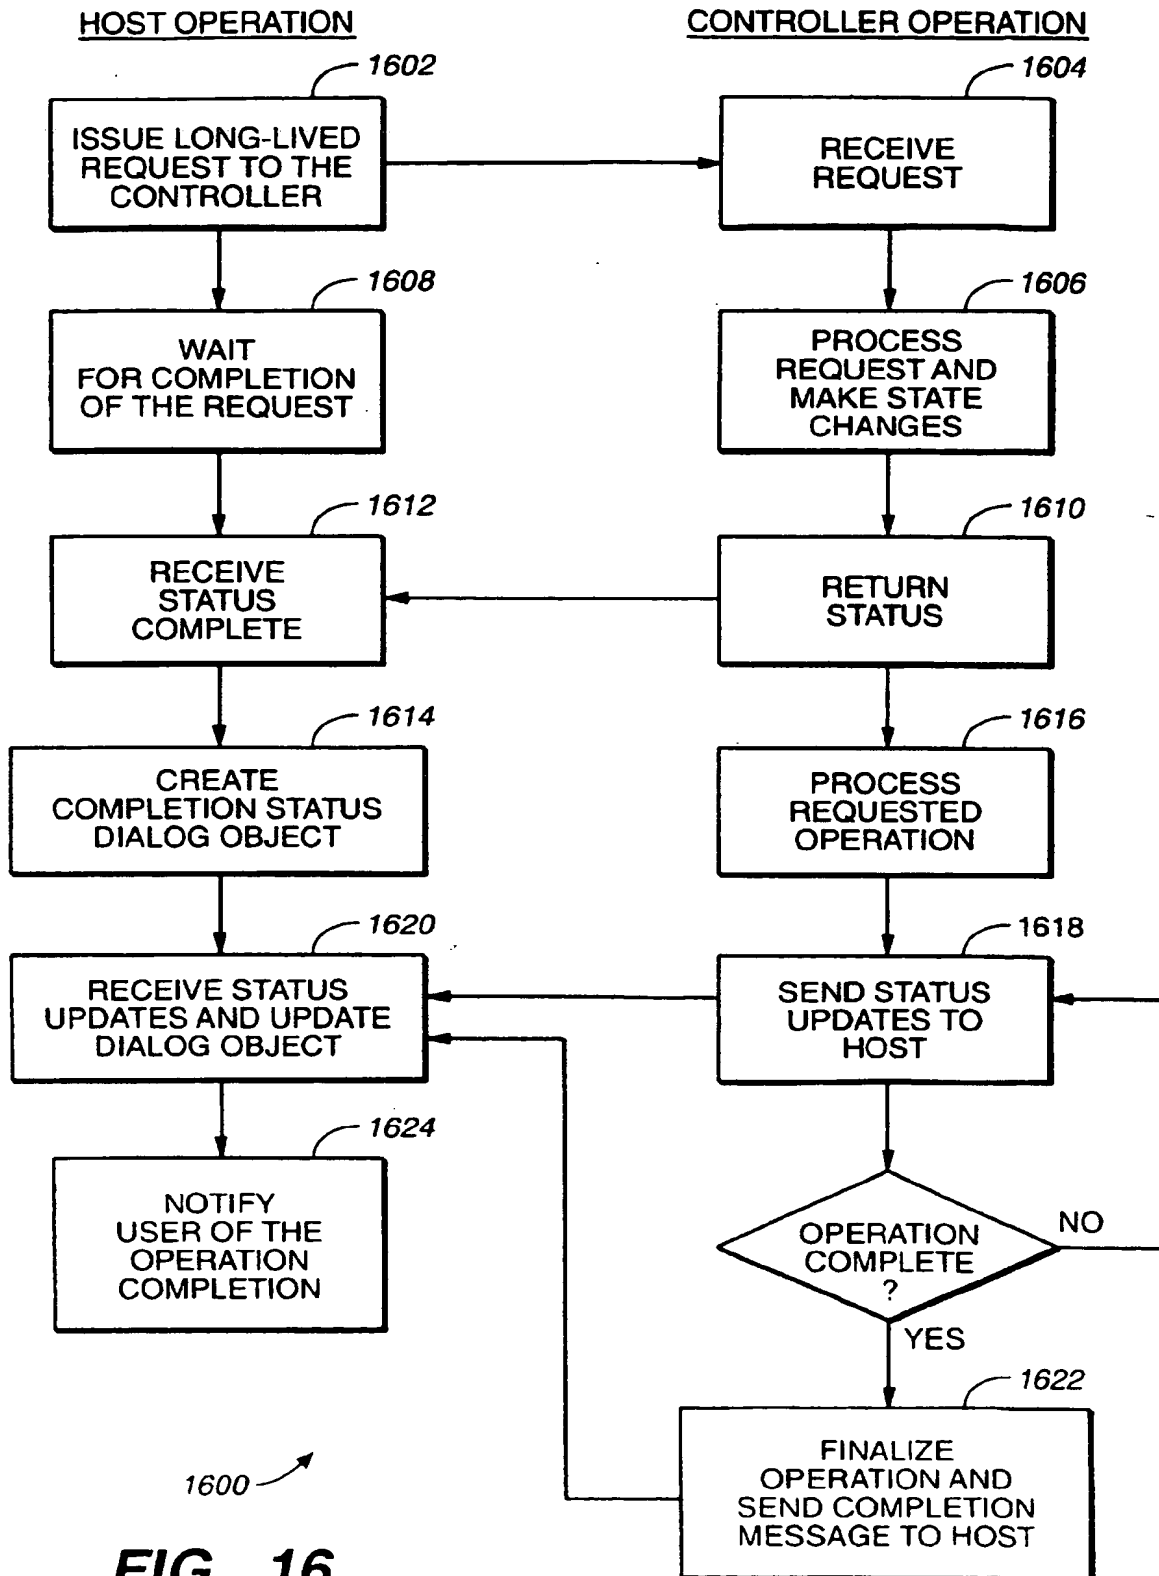 HOST OPERATION
CONTROLLER OPERATION
1602
ISSUE LONG-LIVED
REQUEST TO THE
CONTROLLER
1604
RECEIVE
REQUEST
1608
WAIT
FOR COMPLETION
OF THE REQUEST
1606
PROCESS
REQUEST AND
MAKE STATE
CHANGES
1612
RECEIVE
STATUS
COMPLETE
1610
RETURN
STATUS
1614
CREATE
COMPLETION STATUS
DIALOG OBJECT
1616
PROCESS
REQUESTED
OPERATION
1620
RECEIVE STATUS
UPDATES AND UPDATE
DIALOG OBJECT
1618
SEND STATUS
UPDATES TO
HOST
1624
NOTIFY
USER OF THE
OPERATION
COMPLETION
OPERATION
COMPLETE
?
NO
YES
1622
FINALIZE
OPERATION AND
SEND COMPLETION
MESSAGE TO HOST
1600
FIG. 16